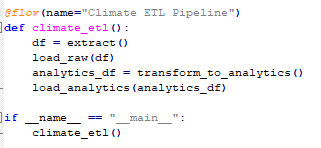 @flow(name="Climate ETL Pipeline")
def climate_etl():
    df = extract()
    load_raw(df)
    analytics_df = transform_to_analytics()
    load_analytics(analytics_df)

if __name__ == "__main__":
    climate_etl()